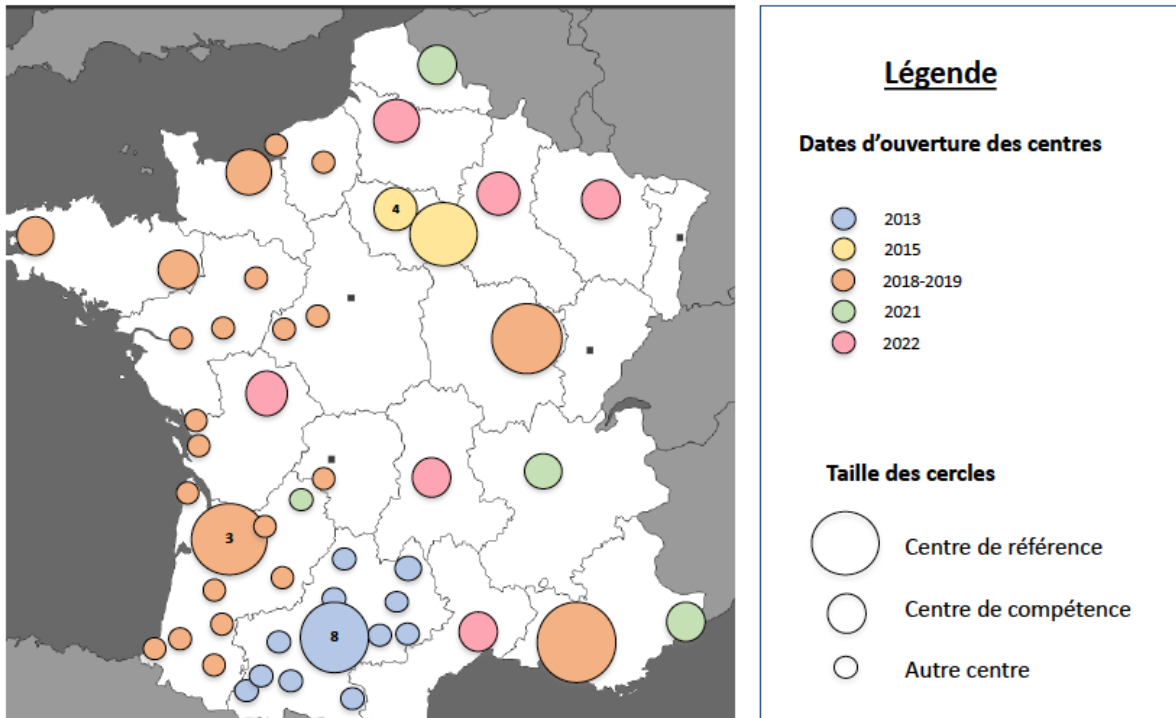 4
3
8
Légende
Dates d'ouverture des centres
2013
2015
2018-2019
2021
2022
Taille des cercles
Centre de référence
Centre de compétence
Autre centre